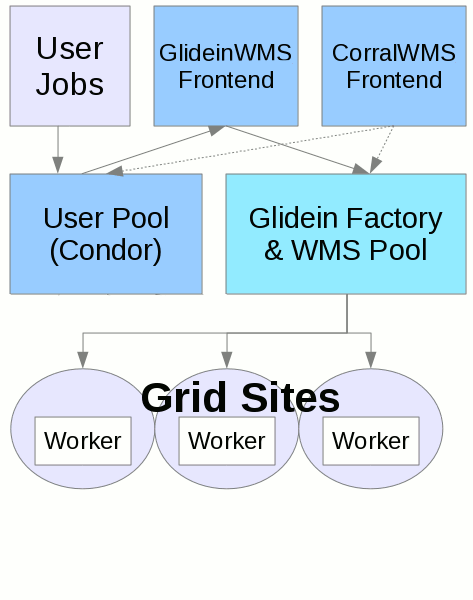 User
Jobs
GlideinWMS
Frontend
CorralWMS
Frontend
User Pool
(Condor)
Glidein Factory
& WMS Pool
Grid Sites
Worker
Worker
Worker